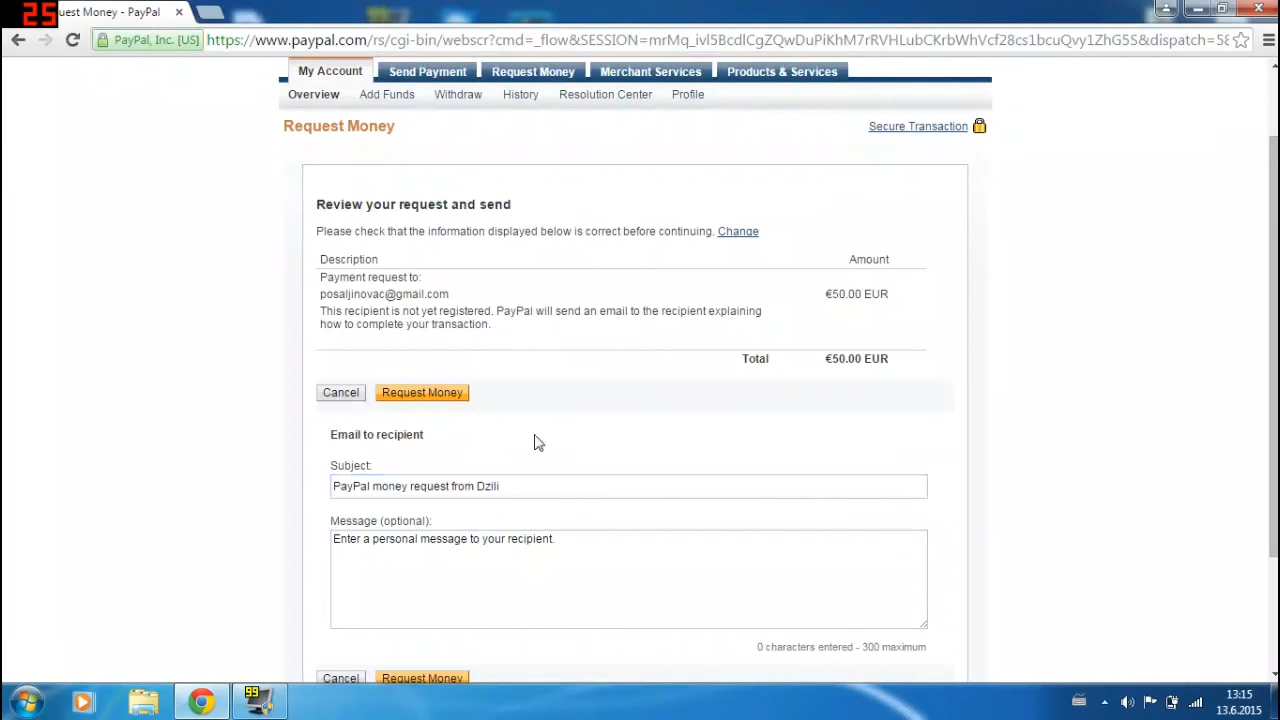 25
uest Money - PayPal
PayPal, Inc. [US] https://www.paypal.com/rs/cgi-bin/webscr?cmd=_flow&SESSION=mrMq_ivl5BcdlCgZQwDuPiKhM7rRVHLubCKrbWhVcf28cs1bcuQvy1ZhG5S&dispatch=58
My Account Send Payment Request Money Merchant Services Products & Services
Overview Add Funds Withdraw History Resolution Center Profile
Request Money
Secure Transaction
Review your request and send
Please check that the information displayed below is correct before continuing. Change
Description Amount
Payment request to:
posaljinovac@gmail.com €50.00 EUR
This recipient is not yet registered. PayPal will send an email to the recipient explaining
how to complete your transaction.
Total €50.00 EUR
Cancel Request Money
Email to recipient
Subject:
PayPal money request from Dzili
Message (optional):
Enter a personal message to your recipient.
0 characters entered - 300 maximum
Cancel Request Money
99
13:15
13.6.2015